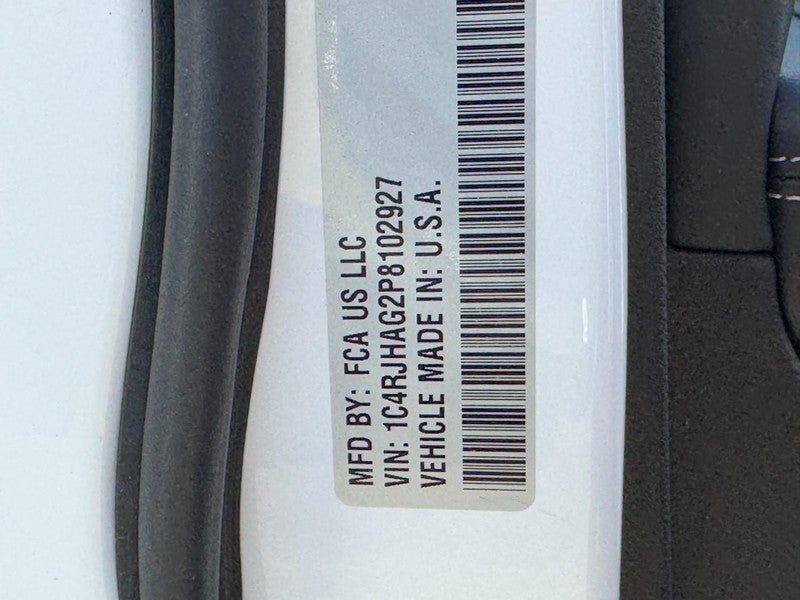 MFD BY: FCA US LLC
VIN: 1C4RJHAG2P8102927
VEHICLE MADE IN: U.S.A.